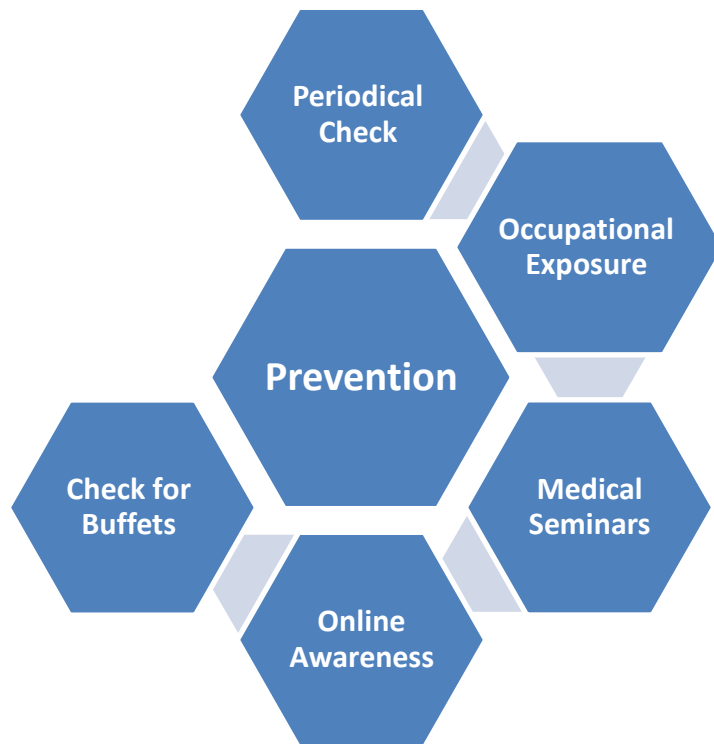 Periodical
Check
Occupational
Exposure
Prevention
Medical
Seminars
Online
Awareness
Check for
Buffets